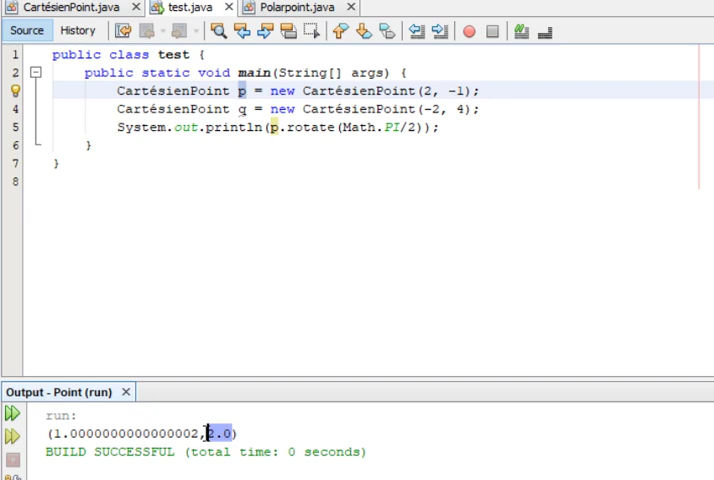 CartésienPoint.java test.java Polarpoint.java
Source History
1 public class test {
2 public static void main(String[] args) {
CartésienPoint p = new CartésienPoint(2, -1);
4 CartésienPoint q = new CartésienPoint(-2, 4);
5 System.out.println(p.rotate(Math.PI/2));
6 }
7 }
8
Output - Point (run)
run:
(1.0000000000000002,2.0)
BUILD SUCCESSFUL (total time: 0 seconds)